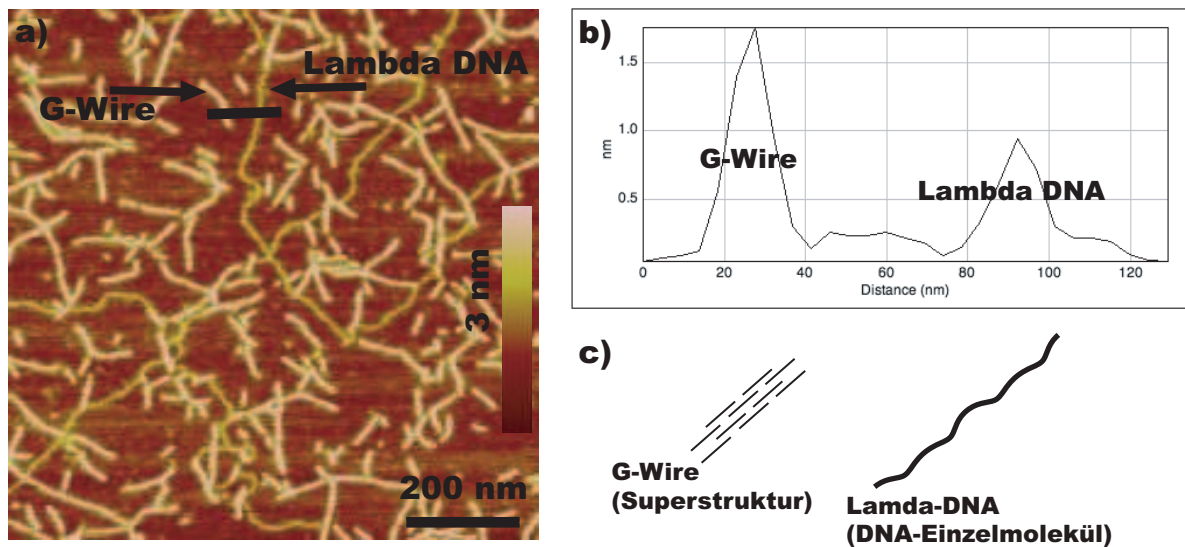 a)
Lambda DNA
G-Wire
3 nm
200 nm
b)
1.5
1.0
0.5
nm
G-Wire
Lambda DNA
0 20 40 60 80 100 120
Distance (nm)
c)
G-Wire
(Superstruktur)
Lamda-DNA
(DNA-Einzelmolekül)